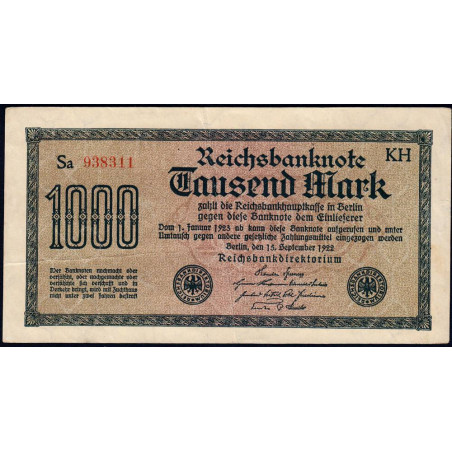 Sa 938311
Reichsbanknote
KH
Tausend Mark
1000
zahlt die Reichsbankhauptkasse in Berlin
gegen diese Banknote dem Einlieferer
Vom 1. Januar 1923 ab kann diese Banknote aufgerufen und unter
Umtausch gegen andere gesetzliche Zahlungsmittel eingezogen werden
Berlin, den 15. September 1922
Reichsbankdirektorium
Wer Banknoten nachmacht oder
verfälscht, oder nachgemachte oder
verfälschte sich verschafft und in
Verkehr bringt, wird mit Zuchthaus
nicht unter zwei Jahren bestraft